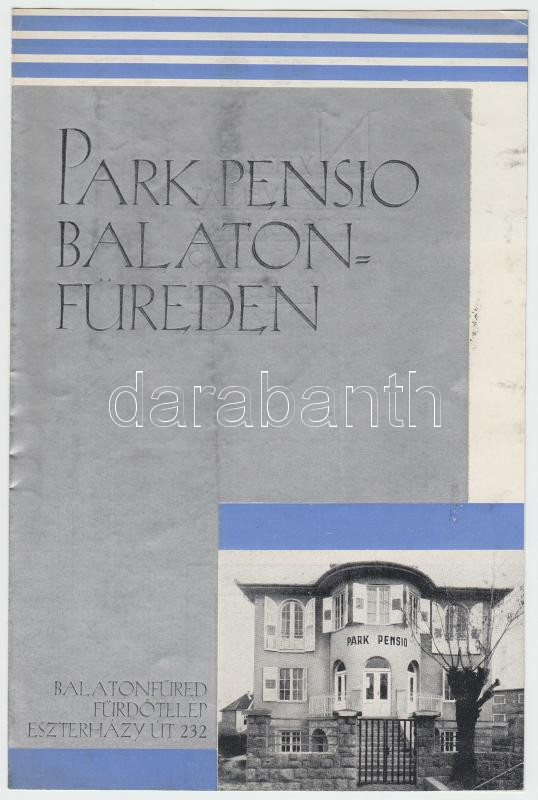 PARK PENSIO
BALATON=
FÜREDEN
darabanth
PARK PENSIO
BALATONFÜRED
FÜRDŐTELEP
ESZTERHÁZY ÚT 232